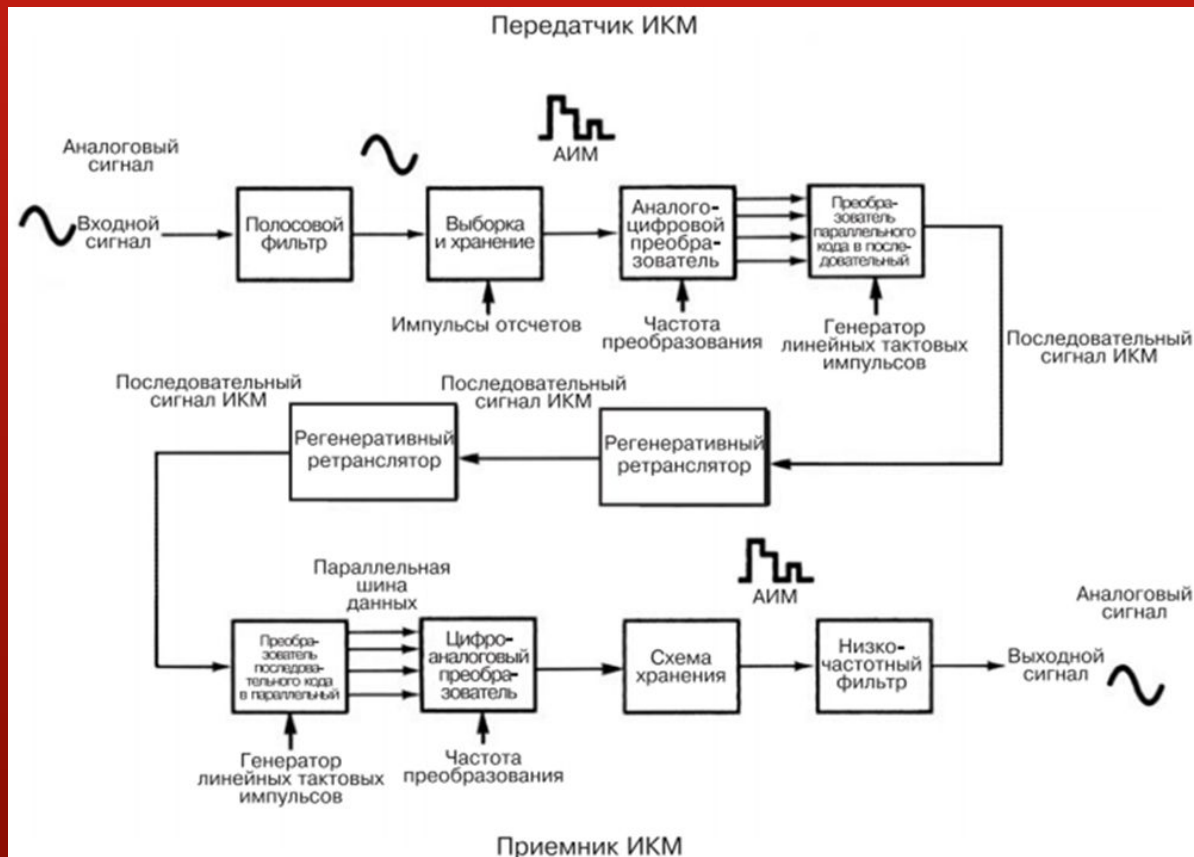 Передатчик ИКМ
АИМ
Аналоговый
сигнал
Входной
сигнал
Полосовой
фильтр
Выборка
и хранение
Аналого-
цифровой
преобра-
зователь
Преобра-
зователь
параллельного
кода в после-
довательный
Импульсы отсчетов
Частота
преобразования
Генератор
линейных тактовых
импульсов
Последовательный
сигнал ИКМ
Последовательный
сигнал ИКМ
Последовательный
сигнал ИКМ
Регенеративный
ретранслятор
Регенеративный
ретранслятор
Параллельная
шина
данных
АИМ
Аналоговый
сигнал
Преобра-
зователь
последова-
тельного кода
в параллельный
Цифро-
аналоговый
преобра-
зователь
Схема
хранения
Низко-
частотный
фильтр
Выходной
сигнал
Генератор
линейных тактовых
импульсов
Частота
преобразования
Приемник ИКМ